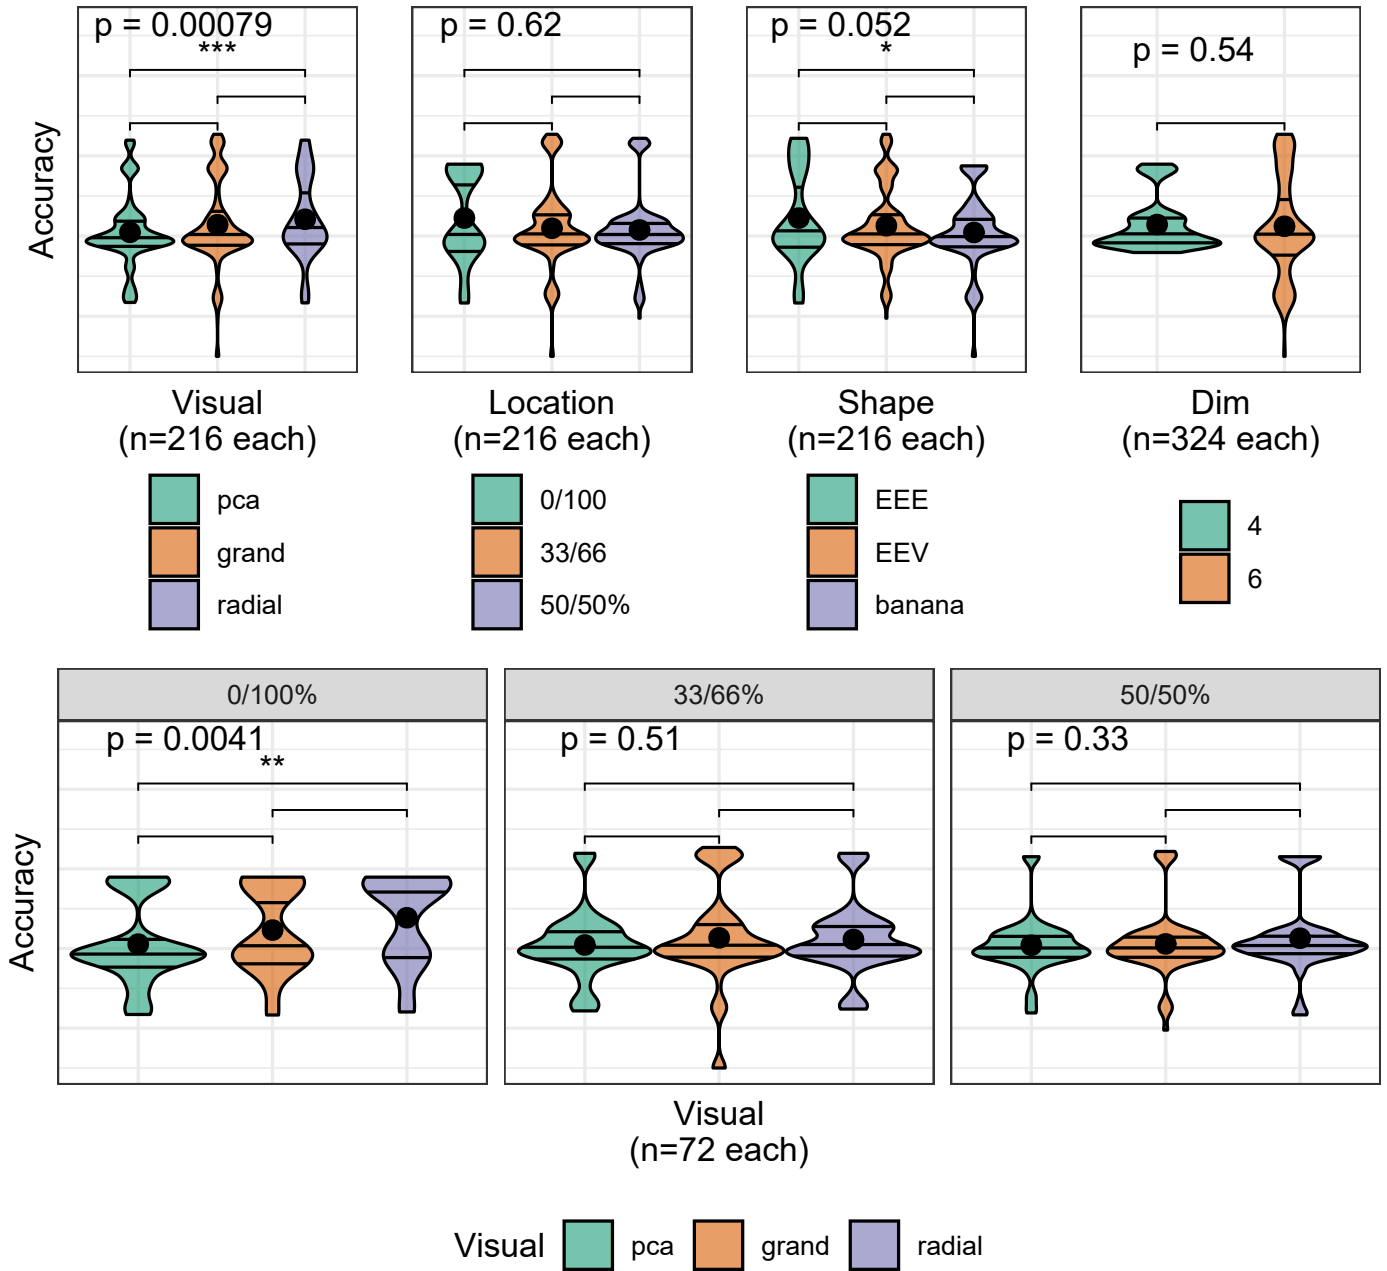 p = 0.00079
***
p = 0.62
p = 0.052
*
p = 0.54
Accuracy
Visual
(n=216 each)
Location
(n=216 each)
Shape
(n=216 each)
Dim
(n=324 each)
pca
grand
radial
0/100
33/66
50/50%
EEE
EEV
banana
4
6
0/100%
33/66%
50/50%
p = 0.0041
**
p = 0.51
p = 0.33
Accuracy
Visual
(n=72 each)
Visual pca grand radial